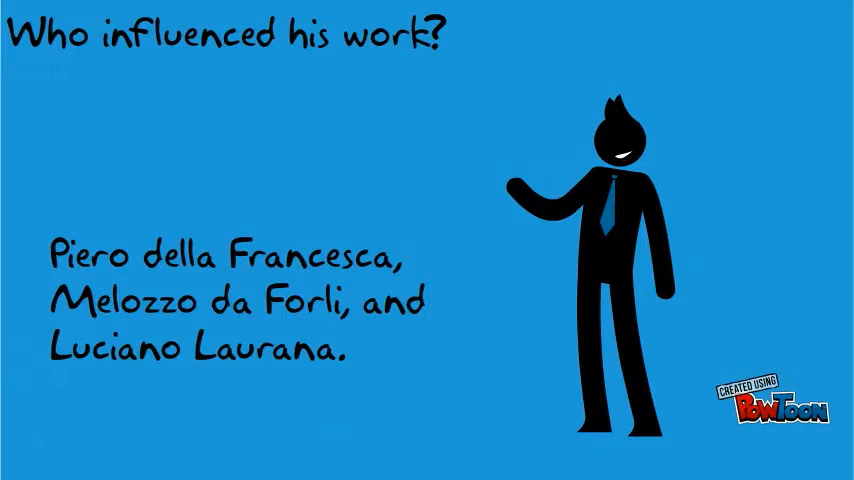 Who influenced his work?
Piero della Francesca,
Melozzo da Forli, and
Luciano Laurana.
CREATED USING
POWTOON